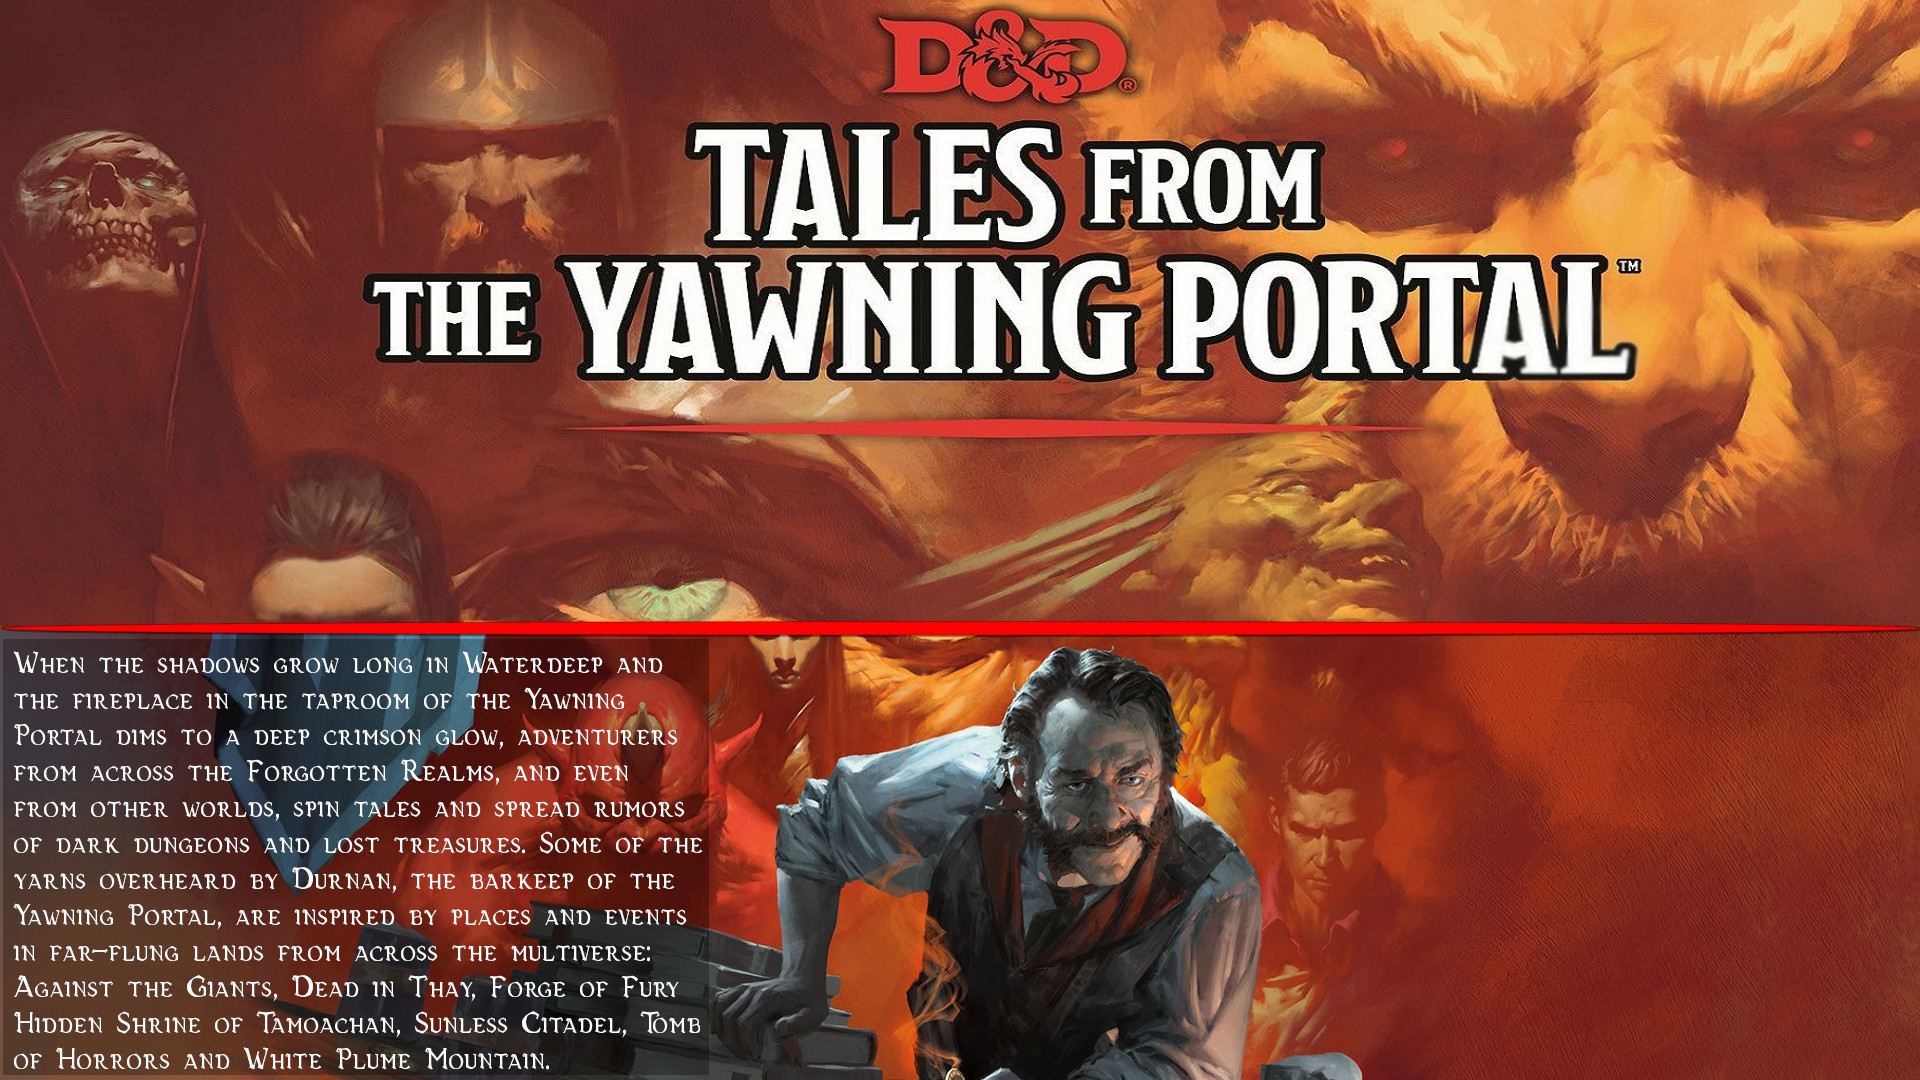 D&D®
TALES FROM
THE YAWNING PORTAL™
When the shadows grow long in Waterdeep and
the fireplace in the taproom of the Yawning
Portal dims to a deep crimson glow, adventurers
from across the Forgotten Realms, and even
from other worlds, spin tales and spread rumors
of dark dungeons and lost treasures. Some of the
yarns overheard by Durnan, the barkeep of the
Yawning Portal, are inspired by places and events
in far-flung lands from across the multiverse:
Against the Giants, Dead in Thay, Forge of Fury
Hidden Shrine of Tamoachan, Sunless Citadel, Tomb
of Horrors and White Plume Mountain.